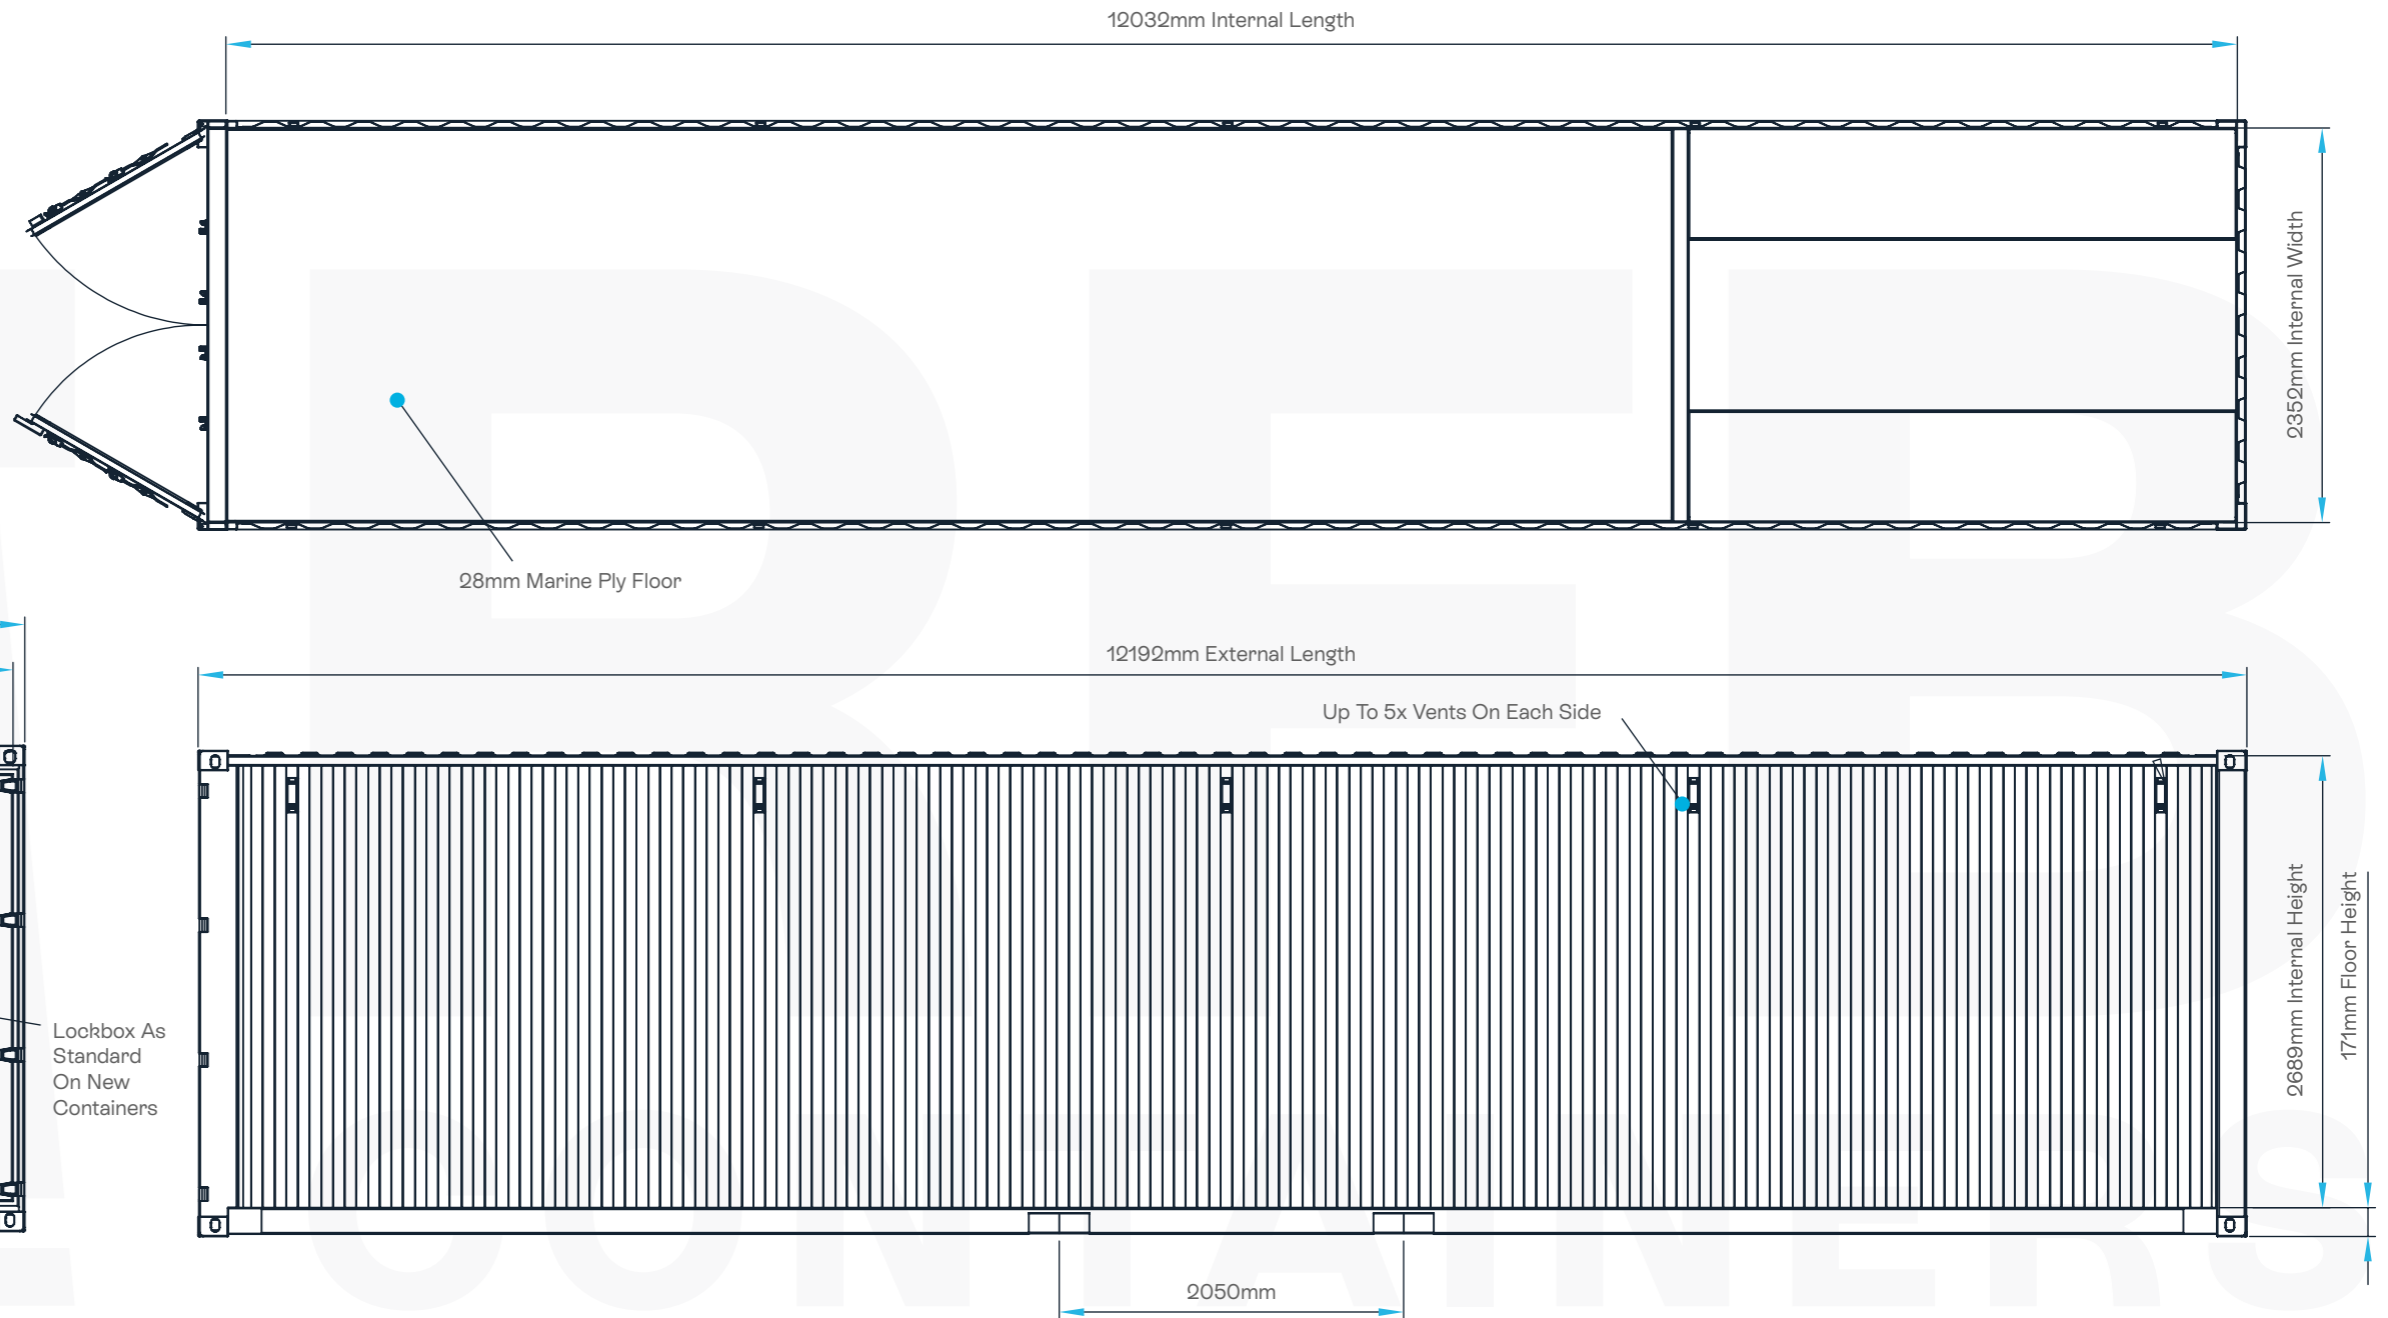 12032mm Internal Length
2352mm Internal Width
28mm Marine Ply Floor
12192mm External Length
Up To 5x Vents On Each Side
2689mm Internal Height
171mm Floor Height
Lockbox As
Standard
On New
Containers
2050mm
CONTAINERS